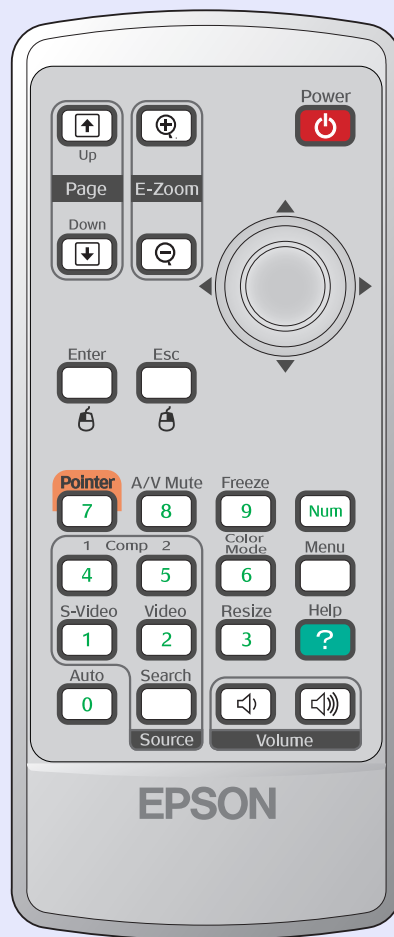 Power
Up
Page E-Zoom
Down
Enter Esc
Pointer A/V Mute Freeze
7 8 9 Num
1 Comp 2 Color Mode Menu
4 5 6
S-Video Video Resize Help
1 2 3 ?
Auto Search
0
Source Volume
EPSON